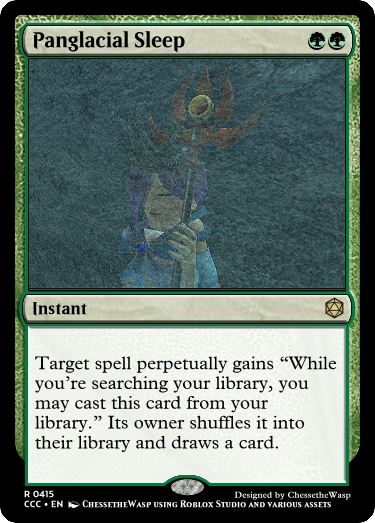 Panglacial Sleep
Instant
Target spell perpetually gains “While
you’re searching your library, you
may cast this card from your
library.” Its owner shuffles it into
their library and draws a card.
R 0415
Designed by ChessetheWasp
CCC • EN ChessetheWasp using Roblox Studio and various assets